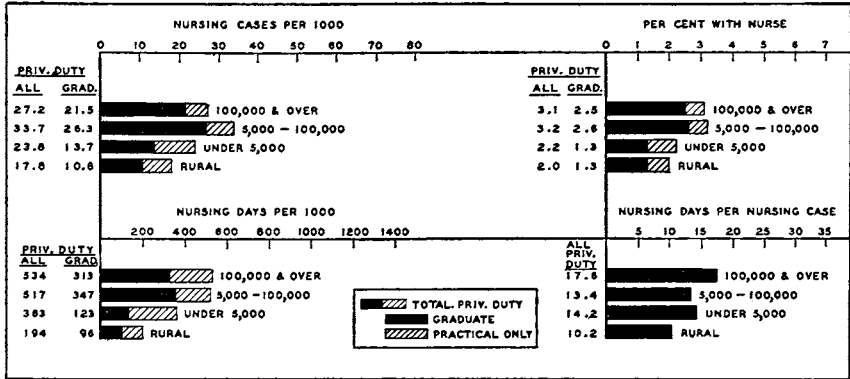 NURSING CASES PER 1000
0 10 20 30 40 50 60 70 80
PRIV. DUTY
ALL GRAD.
27.2 21.5 100,000 & OVER
33.7 26.3 5,000 – 100,000
23.8 13.7 UNDER 5,000
17.8 10.8 RURAL
PER CENT WITH NURSE
0 1 2 3 4 5 6 7
PRIV. DUTY
ALL GRAD.
3.1 2.5 100,000 & OVER
3.2 2.6 5,000 – 100,000
2.2 1.3 UNDER 5,000
2.0 1.3 RURAL
NURSING DAYS PER 1000
200 400 600 800 1000 1200 1400
PRIV. DUTY
ALL GRAD.
534 313 100,000 & OVER
517 347 5,000 – 100,000
383 123 UNDER 5,000
194 96 RURAL
TOTAL. PRIV. DUTY
GRADUATE
PRACTICAL ONLY
NURSING DAYS PER NURSING CASE
5 10 15 20 25 30 35
ALL
PRIV.
DUTY
17.6 100,000 & OVER
13.4 5,000 – 100,000
14.2 UNDER 5,000
10.2 RURAL